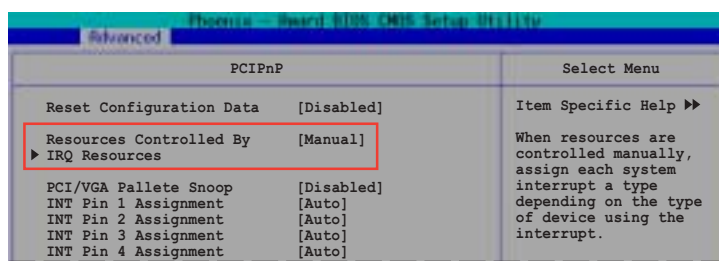 Phoenix - Award BIOS CMOS Setup Utility
Advanced
PCIPnP
Select Menu
Reset Configuration Data [Disabled]
Resources Controlled By [Manual]
IRQ Resources
PCI/VGA Pallete Snoop [Disabled]
INT Pin 1 Assignment [Auto]
INT Pin 2 Assignment [Auto]
INT Pin 3 Assignment [Auto]
INT Pin 4 Assignment [Auto]
Item Specific Help
When resources are
controlled manually,
assign each system
interrupt a type
depending on the type
of device using the
interrupt.